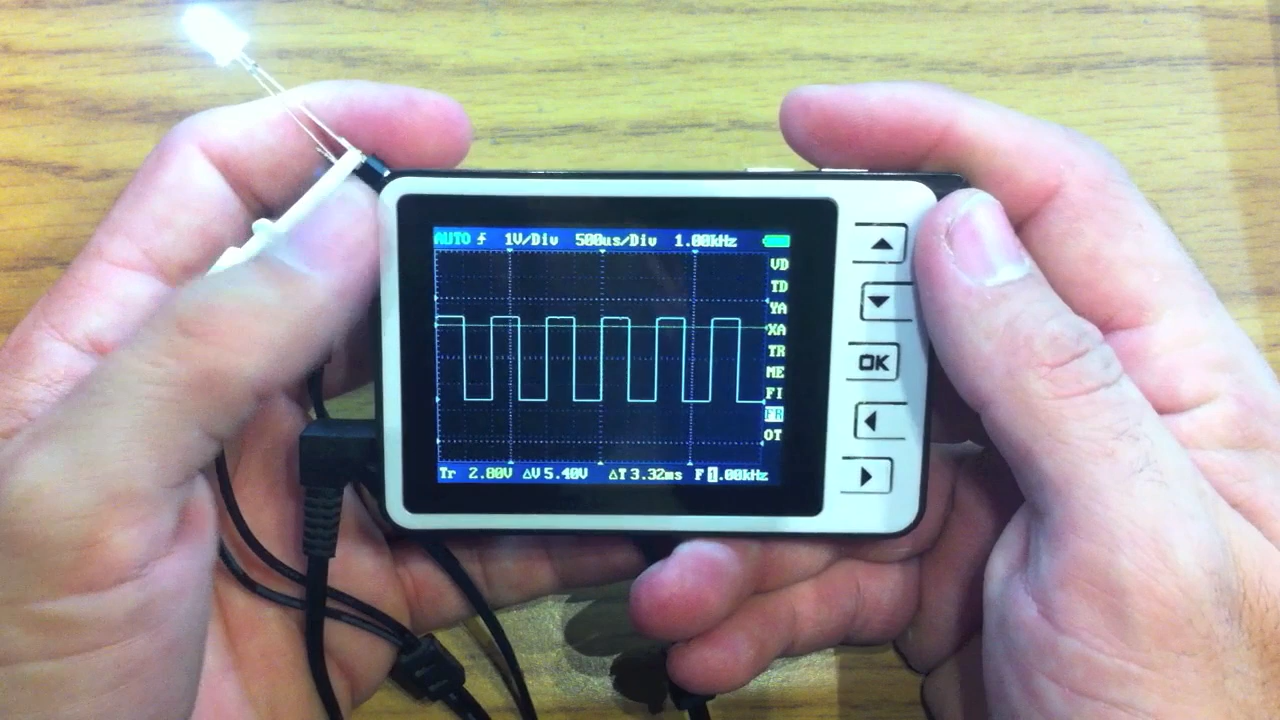 AUTO 1V/Div 500us/Div 1.00kHz
VD
TD
YA
XA
TR
ME
FI
FR
OT
Tr 2.80V ΔV 5.40V ΔT 3.32ms F 1.00kHz
OK